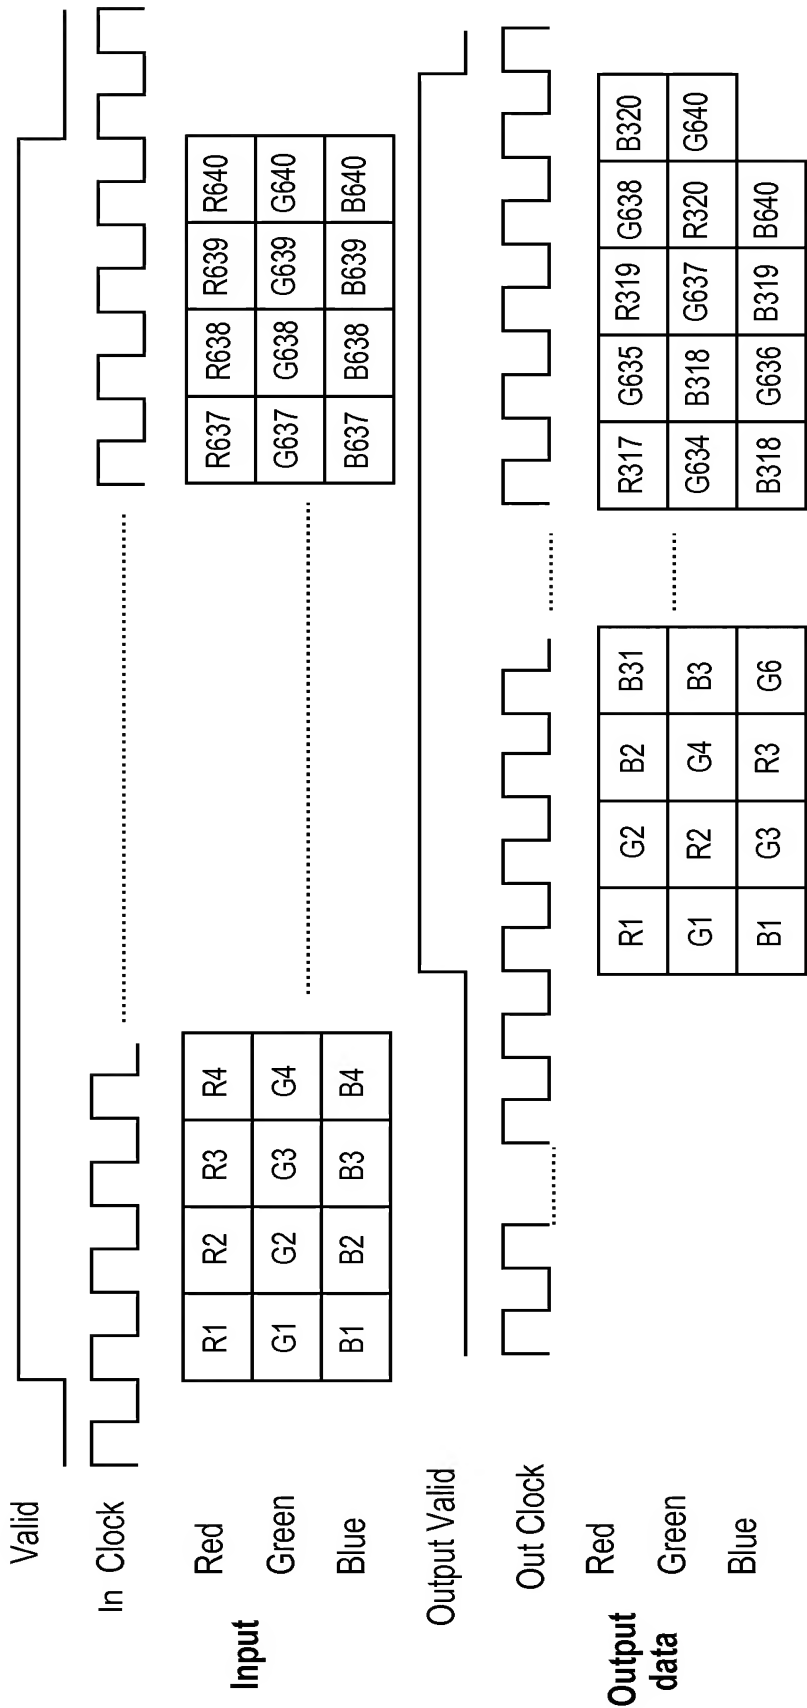 Valid
In Clock
Input
Red R1 R2 R3 R4 R637 R638 R639 R640
Green G1 G2 G3 G4 G637 G638 G639 G640
Blue B1 B2 B3 B4 B637 B638 B639 B640
Output Valid
Out Clock
Output
data
Red R1 G2 B2 B31 R317 G635 R319 G638 B320
Green G1 R2 G4 B3 G634 B318 G637 R320 G640
Blue B1 G3 R3 G6 B318 G636 B319 B640